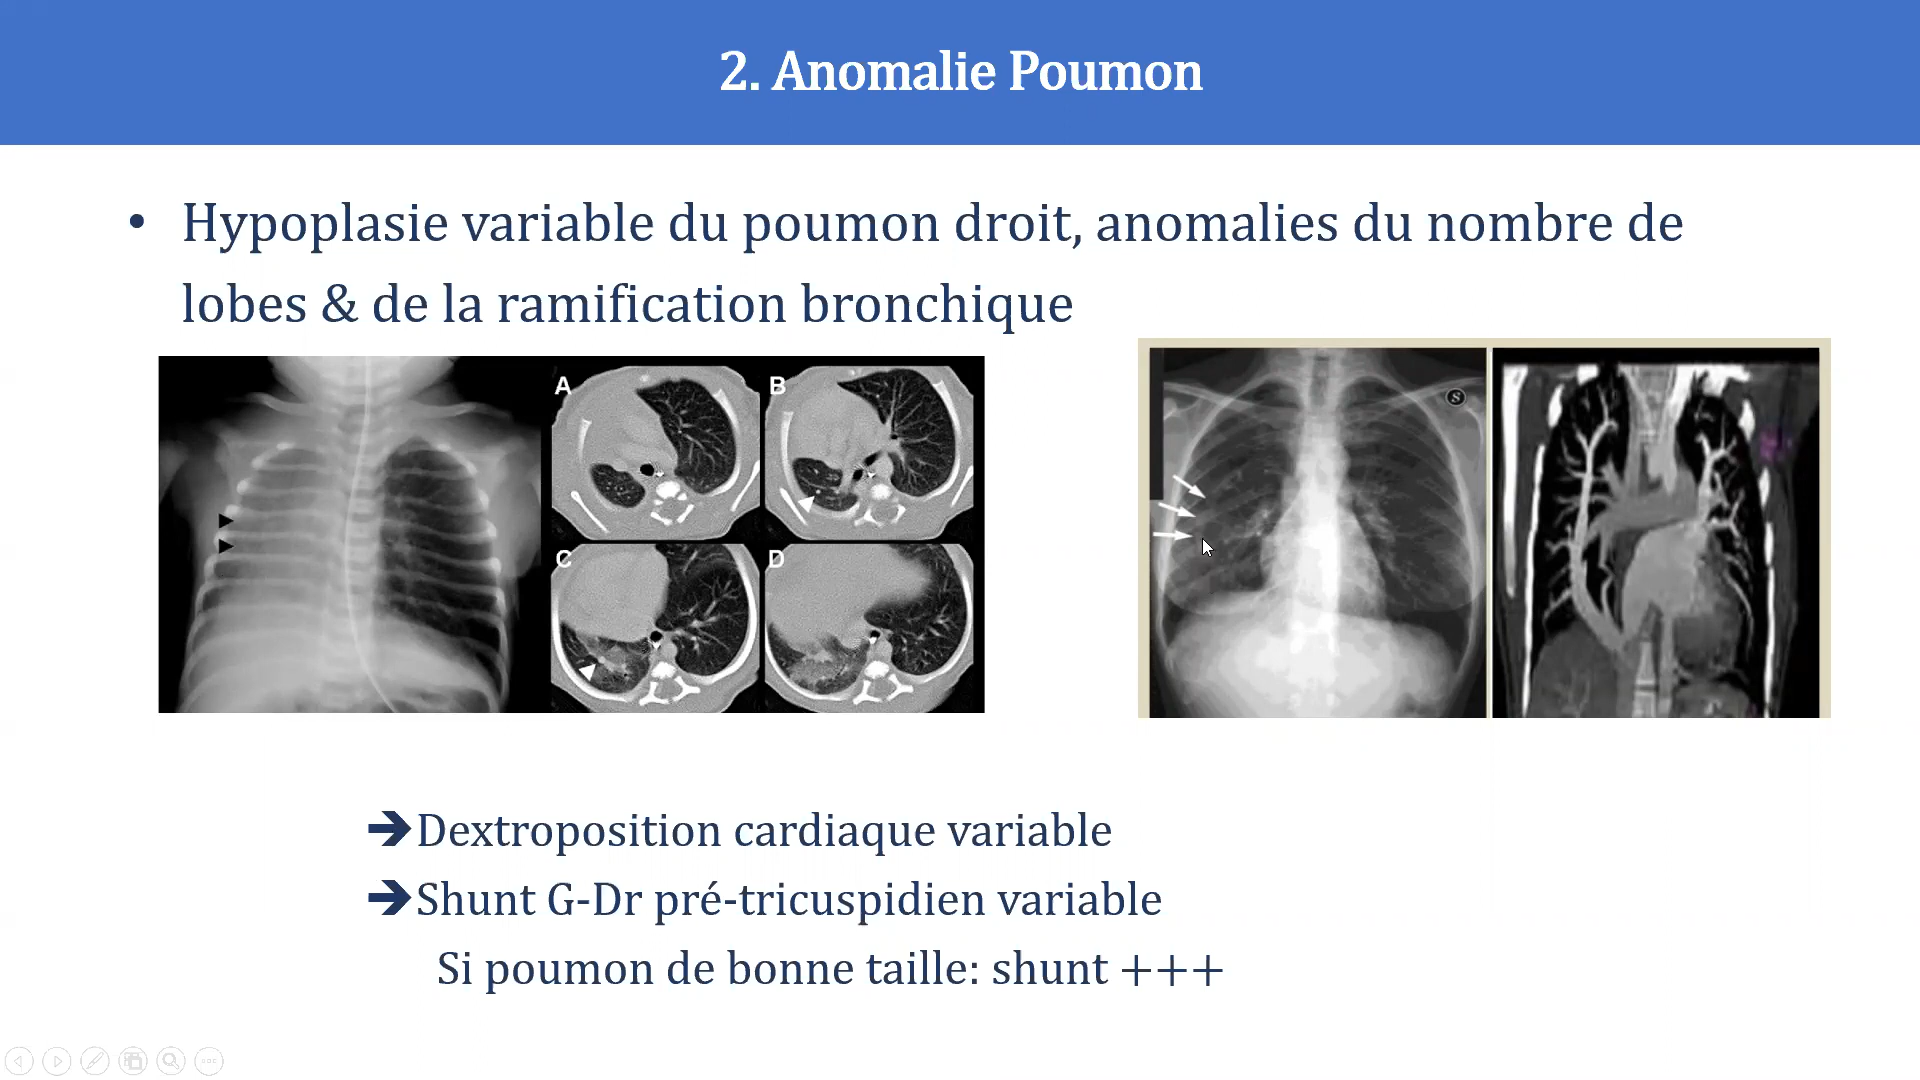 2. Anomalie Poumon
• Hypoplasie variable du poumon droit, anomalies du nombre de
lobes & de la ramification bronchique
A
B
C
D
S
➔Dextroposition cardiaque variable
➔Shunt G-Dr pré-tricuspidien variable
Si poumon de bonne taille: shunt +++